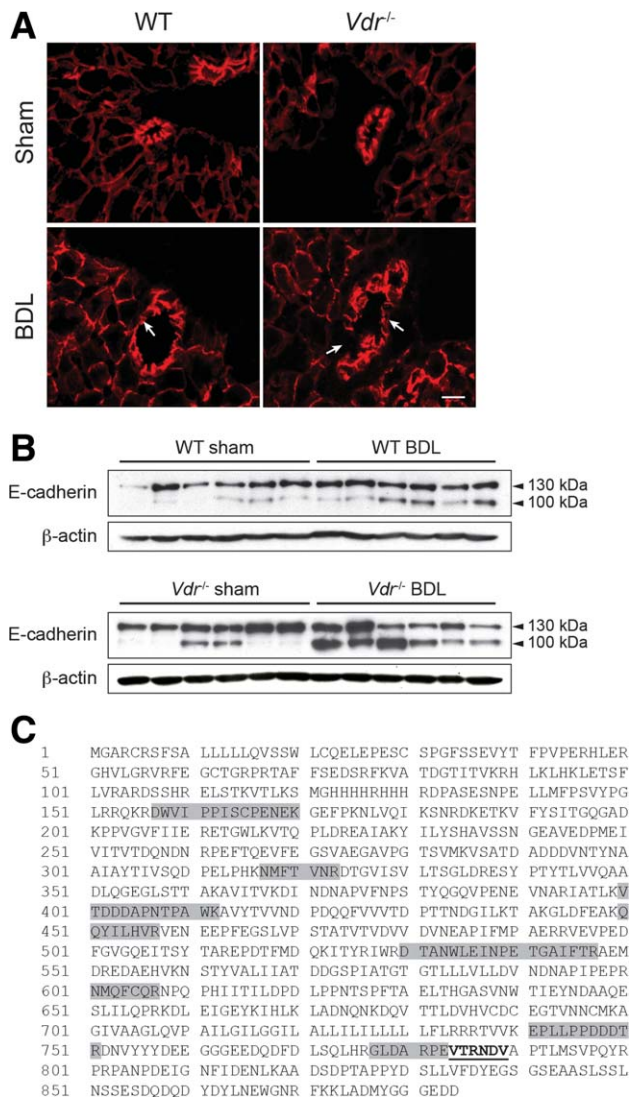 A
WT Vdr-/-
Sham
BDL
B
WT sham WT BDL
E-cadherin 130 kDa
100 kDa
β-actin
Vdr-/- sham Vdr-/- BDL
E-cadherin 130 kDa
100 kDa
β-actin
C
1 MGARCRSFSA LLLLLQVSSW LCQELEPESC SPGFSSEVYT FPVPERHLER
51 GHVLGRVRFE GCTGRPRTAF FSEDSRFKVA TDGTITVKRH LKLHKLETSF
101 LVRARDSSHR ELSTKVTLKS MGHHHHRHHH RDPASESNPE LLMFPSVYPG
151 LRRQKRDWVI PPISCPENEK GEFPKNLVQI KSNRDKETKV FYSITGQGAD
201 KPPVGVFIIE RETGWLKVTQ PLDREAIAKY ILYSHAVSSN GEAVEDPMEI
251 VITVTDQNDN RPEFTQEVFE GSVAEGAVPG TSVMKVSATD ADDDVNTYNA
301 AIAYTIVSQD PELPHKNMFT VNRDTGVISV LTSGLDRESY PTYTLVVQAA
351 DLQGEGLSTT AKAVITVKDI NDNAPVFNPS TYQGQVPENE VNARIATLKV
401 TDDDAPNTPA WKAVYTVVND PDQQFVVVTD PTTNDGILKT AKGLDFEAKQ
451 QYILHVRVEN EEPFEGSLVP STATVTVDVV DVNEAPIFMP AERRVEVPED
501 FGVGQEITSY TAREPDTFMD QKITYRIWRD TANWLEINPE TGAIFTRAEM
551 DREDAEHVKN STYVALIIAT DDGSPIATGT GTLLLVLLDV NDNAPIPEPR
601 NMQFCQRNPQ PHIITILDPD LPPNTSPFTA ELTHGASVNW TIEYNDAAQE
651 SLILQPRKDL EIGEYKIHLK LADNQNKDQV TTLDVHVCDC EGTVNNCMKA
701 GIVAAGLQVP AILGILGGIL ALLILILLLL LFLRRRTVVK EPLLPPDDDT
751 RDNVYYYDEE GGGEEDQDFD LSQLHRGLDA RPEVTRNDVA PTLMSVPQYR
801 PRPANPDEIG NFIDENLKAA DSDPTAPPYD SLLVFDYEGS GSEAASLSSL
851 NSSESDQDQD YDYLNEWGNR FKKLADMYGG GEDD